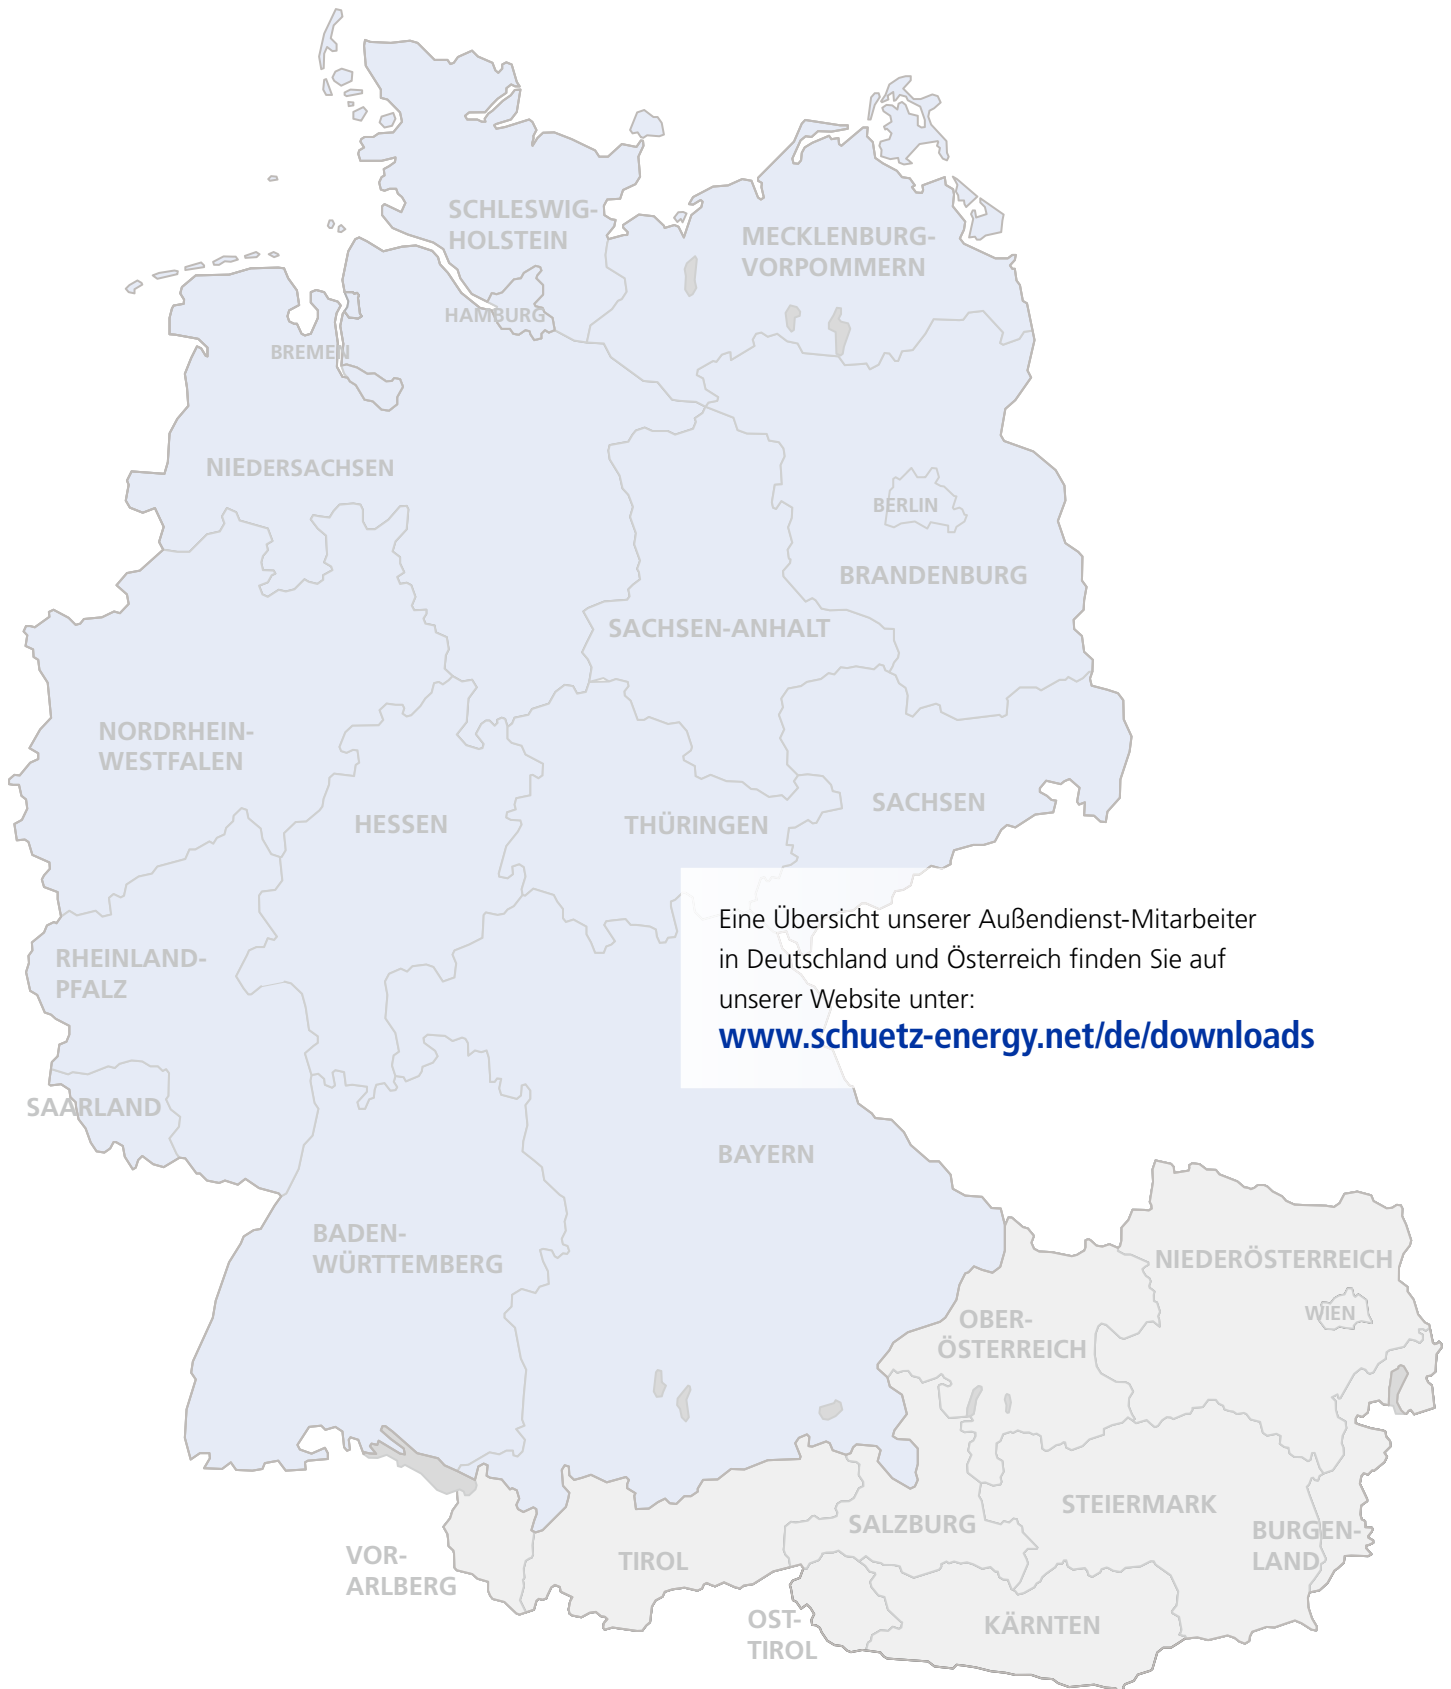 SCHLESWIG-
HOLSTEIN
MECKLENBURG-
VORPOMMERN
HAMBURG
BREMEN
NIEDERSACHSEN
BERLIN
BRANDENBURG
SACHSEN-ANHALT
NORDRHEIN-
WESTFALEN
HESSEN
THÜRINGEN
SACHSEN
Eine Übersicht unserer Außendienst-Mitarbeiter
in Deutschland und Österreich finden Sie auf
unserer Website unter:
www.schuetz-energy.net/de/downloads
RHEINLAND-
PFALZ
SAARLAND
BAYERN
BADEN-
WÜRTTEMBERG
NIEDERÖSTERREICH
WIEN
OBER-
ÖSTERREICH
STEIERMARK
SALZBURG
BURGEN-
LAND
VOR-
ARLBERG
TIROL
OST-
TIROL
KÄRNTEN